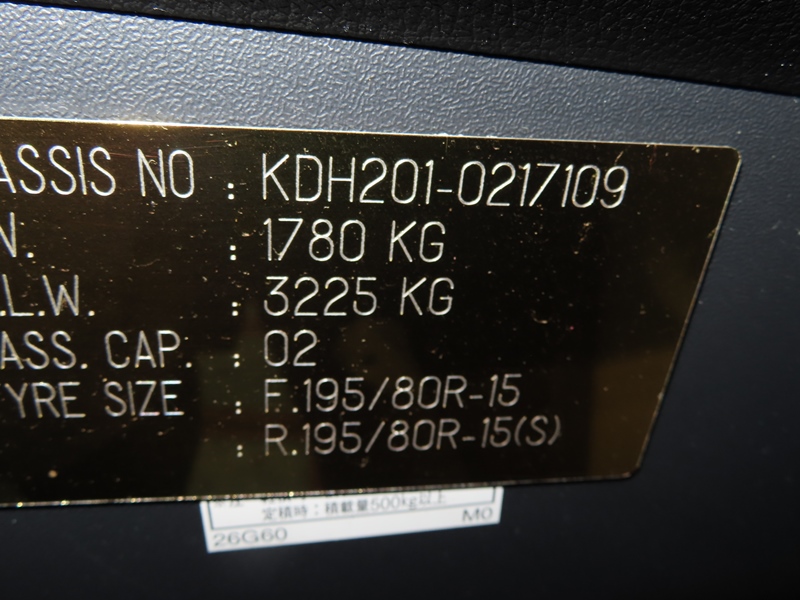 ASSIS NO : KDH201-0217109
N. : 1780 KG
.L.W. : 3225 KG
ASS. CAP. : 02
TYRE SIZE : F.195/80R-15
: R.195/80R-15(S)
定積時:積載量500kg以上
26G60 M0